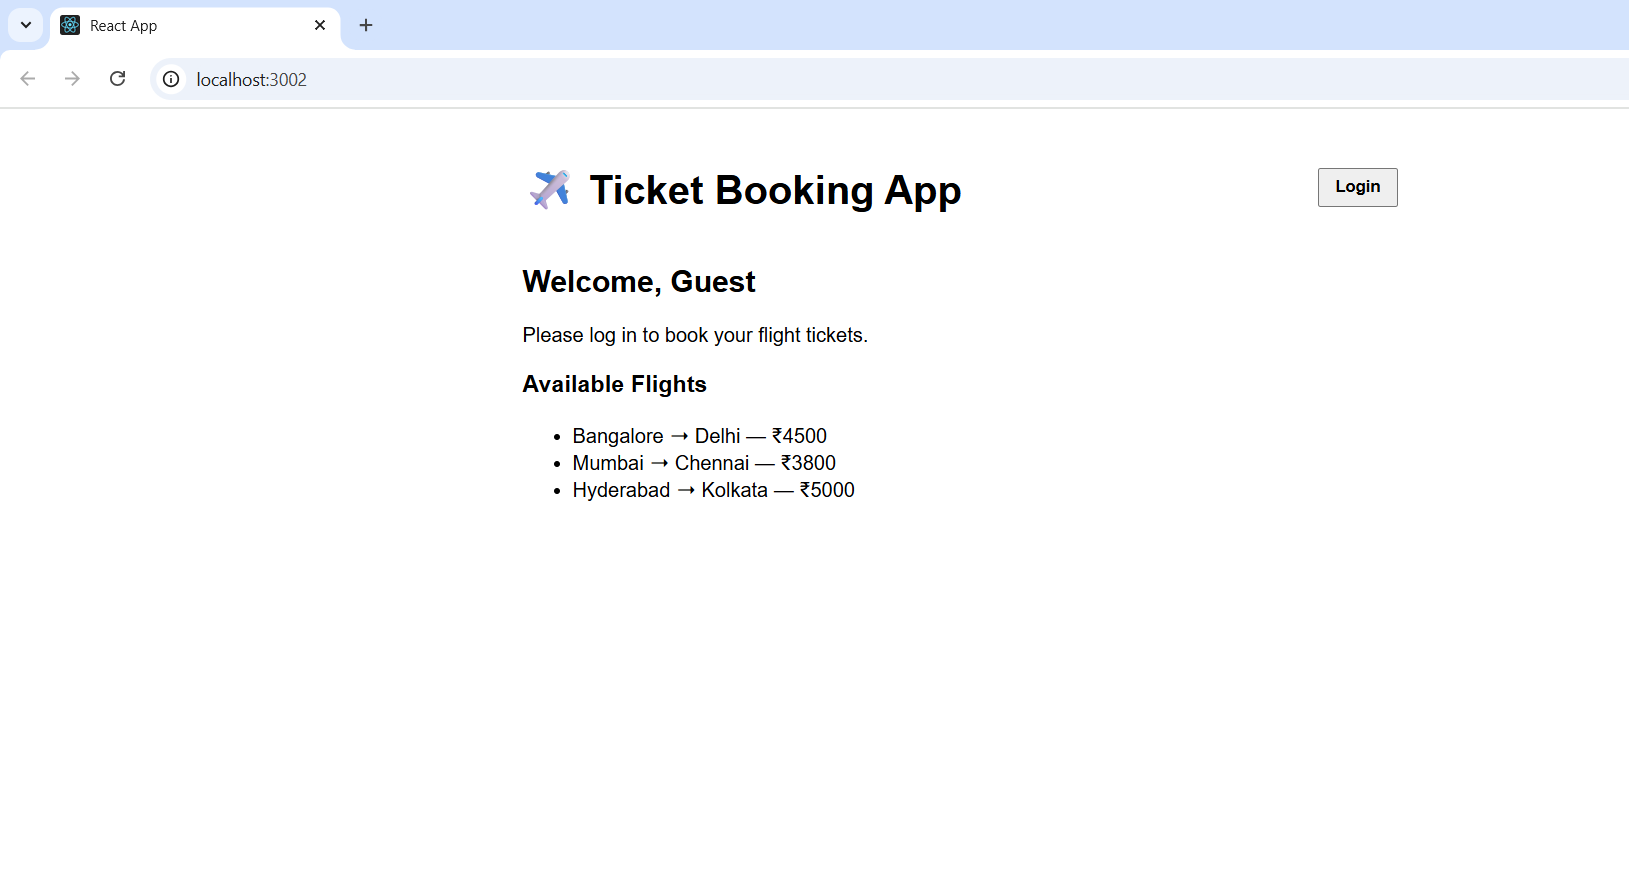 React App
localhost:3002
Ticket Booking App
Login
Welcome, Guest
Please log in to book your flight tickets.
Available Flights
• Bangalore → Delhi — ₹4500
• Mumbai → Chennai — ₹3800
• Hyderabad → Kolkata — ₹5000